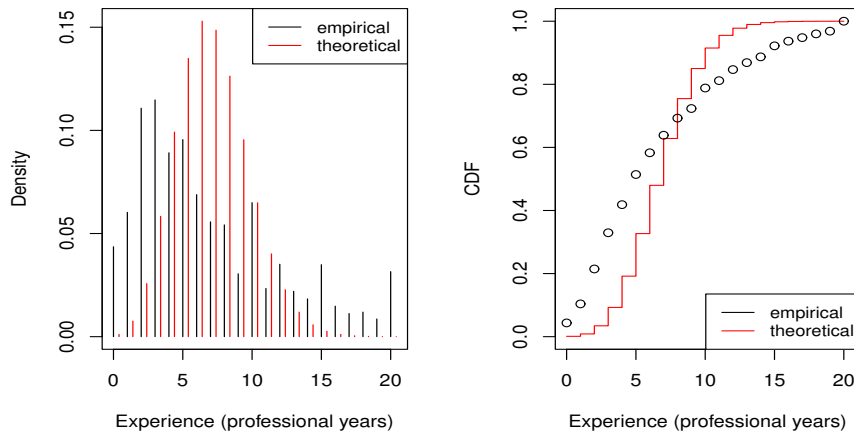 empirical
theoretical
Density
0.00 0.05 0.10 0.15
0 5 10 15 20
Experience (professional years)
CDF
0.0 0.2 0.4 0.6 0.8 1.0
empirical
theoretical
0 5 10 15 20
Experience (professional years)